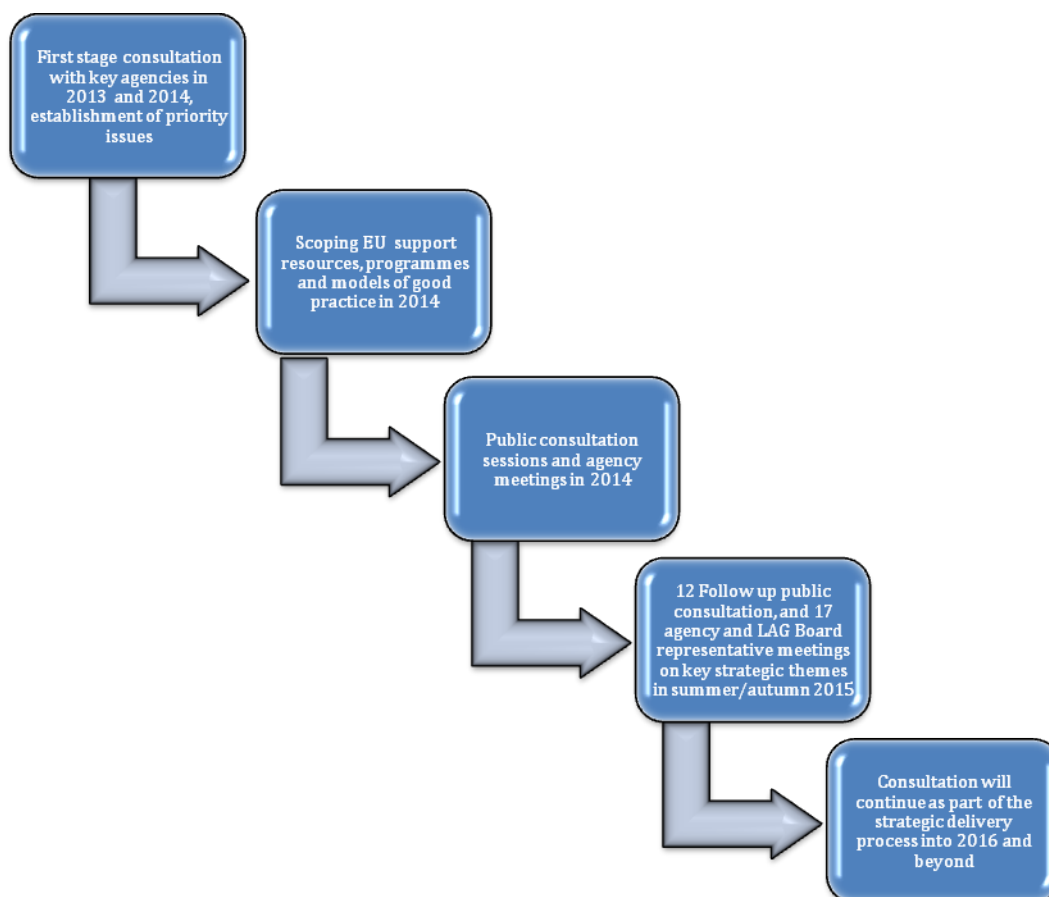 First stage consultation
with key agencies in
2013 and 2014,
establishment of priority
issues
Scoping EU support
resources, programmes
and models of good
practice in 2014
Public consultation
sessions and agency
meetings in 2014
12 Follow up public
consultation, and 17
agency and LAG Board
representative meetings
on key strategic themes
in summer/autumn 2015
Consultation will
continue as part of the
strategic delivery
process into 2016 and
beyond